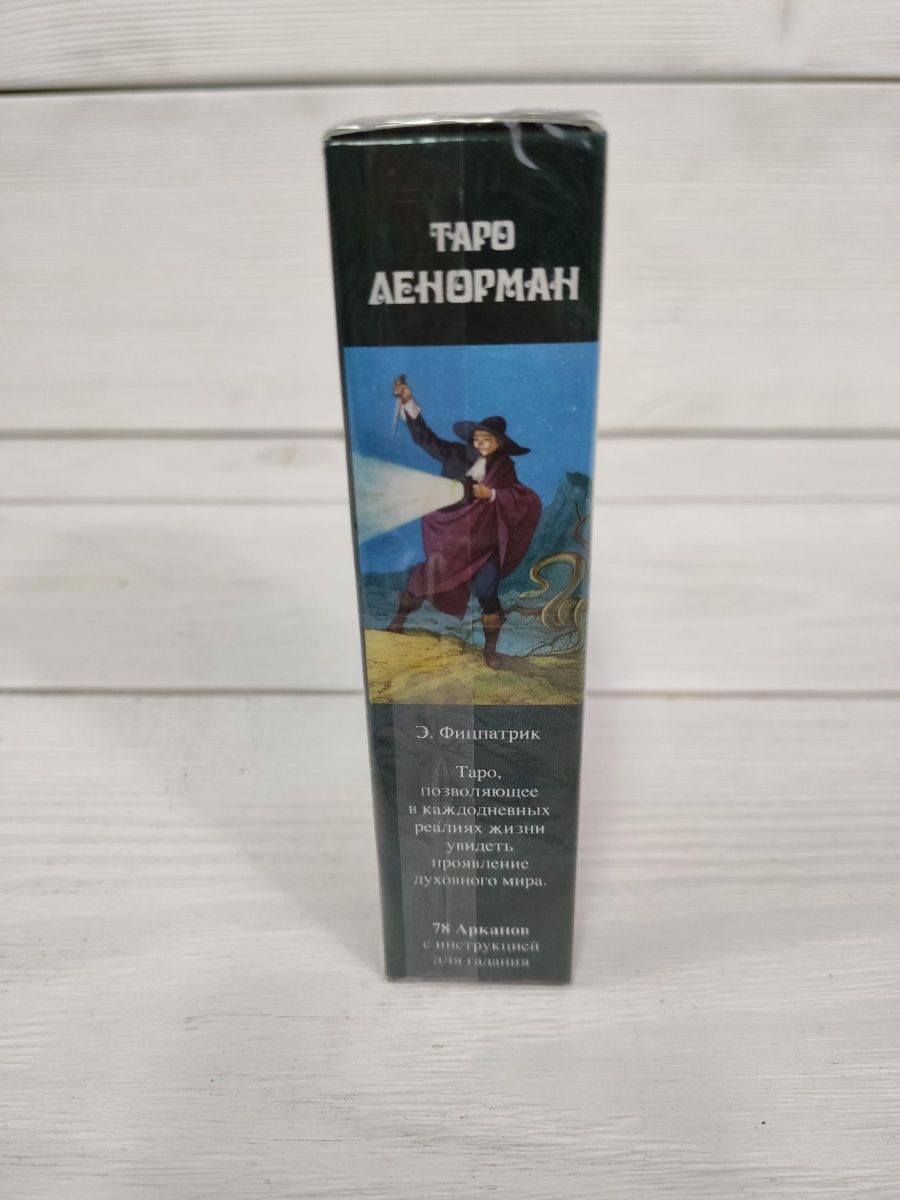 ТАРО
ЛЕНОРМАН
Э. Фицпатрик
Таро,
позволяющее
в каждодневных
реалиях жизни
увидеть
проявление
духовного мира.
78 Арканов
с инструкцией
для гадания